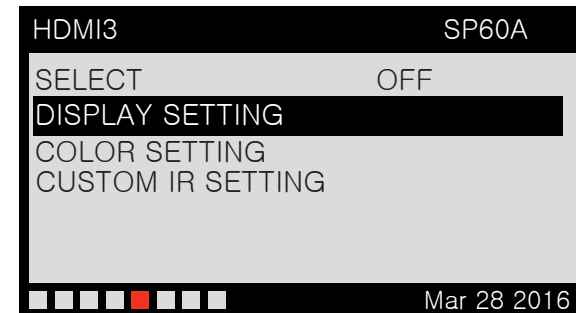 HDMI3 SP60A
SELECT OFF
DISPLAY SETTING
COLOR SETTING
CUSTOM IR SETTING
Mar 28 2016